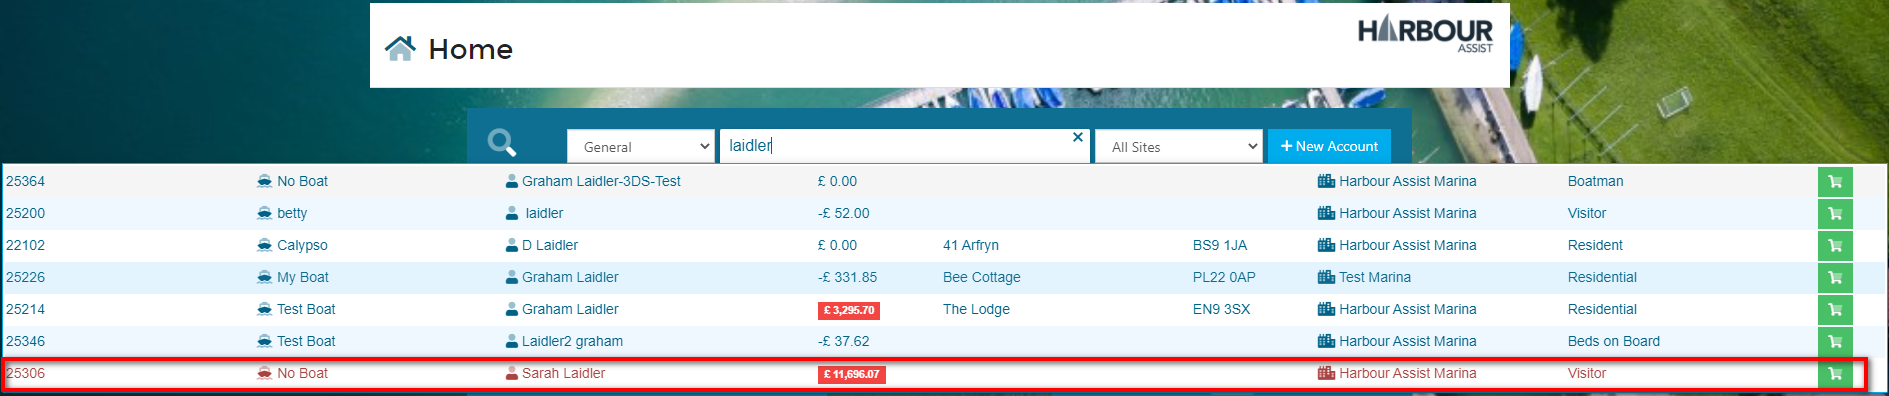 Home
HARBOUR
ASSIST
General laidler All Sites + New Account
25364 No Boat Graham Laidler-3DS-Test £ 0.00 Harbour Assist Marina Boatman
25200 betty laidler -£ 52.00 Harbour Assist Marina Visitor
22102 Calypso D Laidler £ 0.00 41 Arfryn BS9 1JA Harbour Assist Marina Resident
25226 My Boat Graham Laidler -£ 331.85 Bee Cottage PL22 0AP Test Marina Residential
25214 Test Boat Graham Laidler £ 3,295.70 The Lodge EN9 3SX Harbour Assist Marina Residential
25346 Test Boat Laidler2 graham -£ 37.62 Harbour Assist Marina Beds on Board
25306 No Boat Sarah Laidler £ 11,696.07 Harbour Assist Marina Visitor